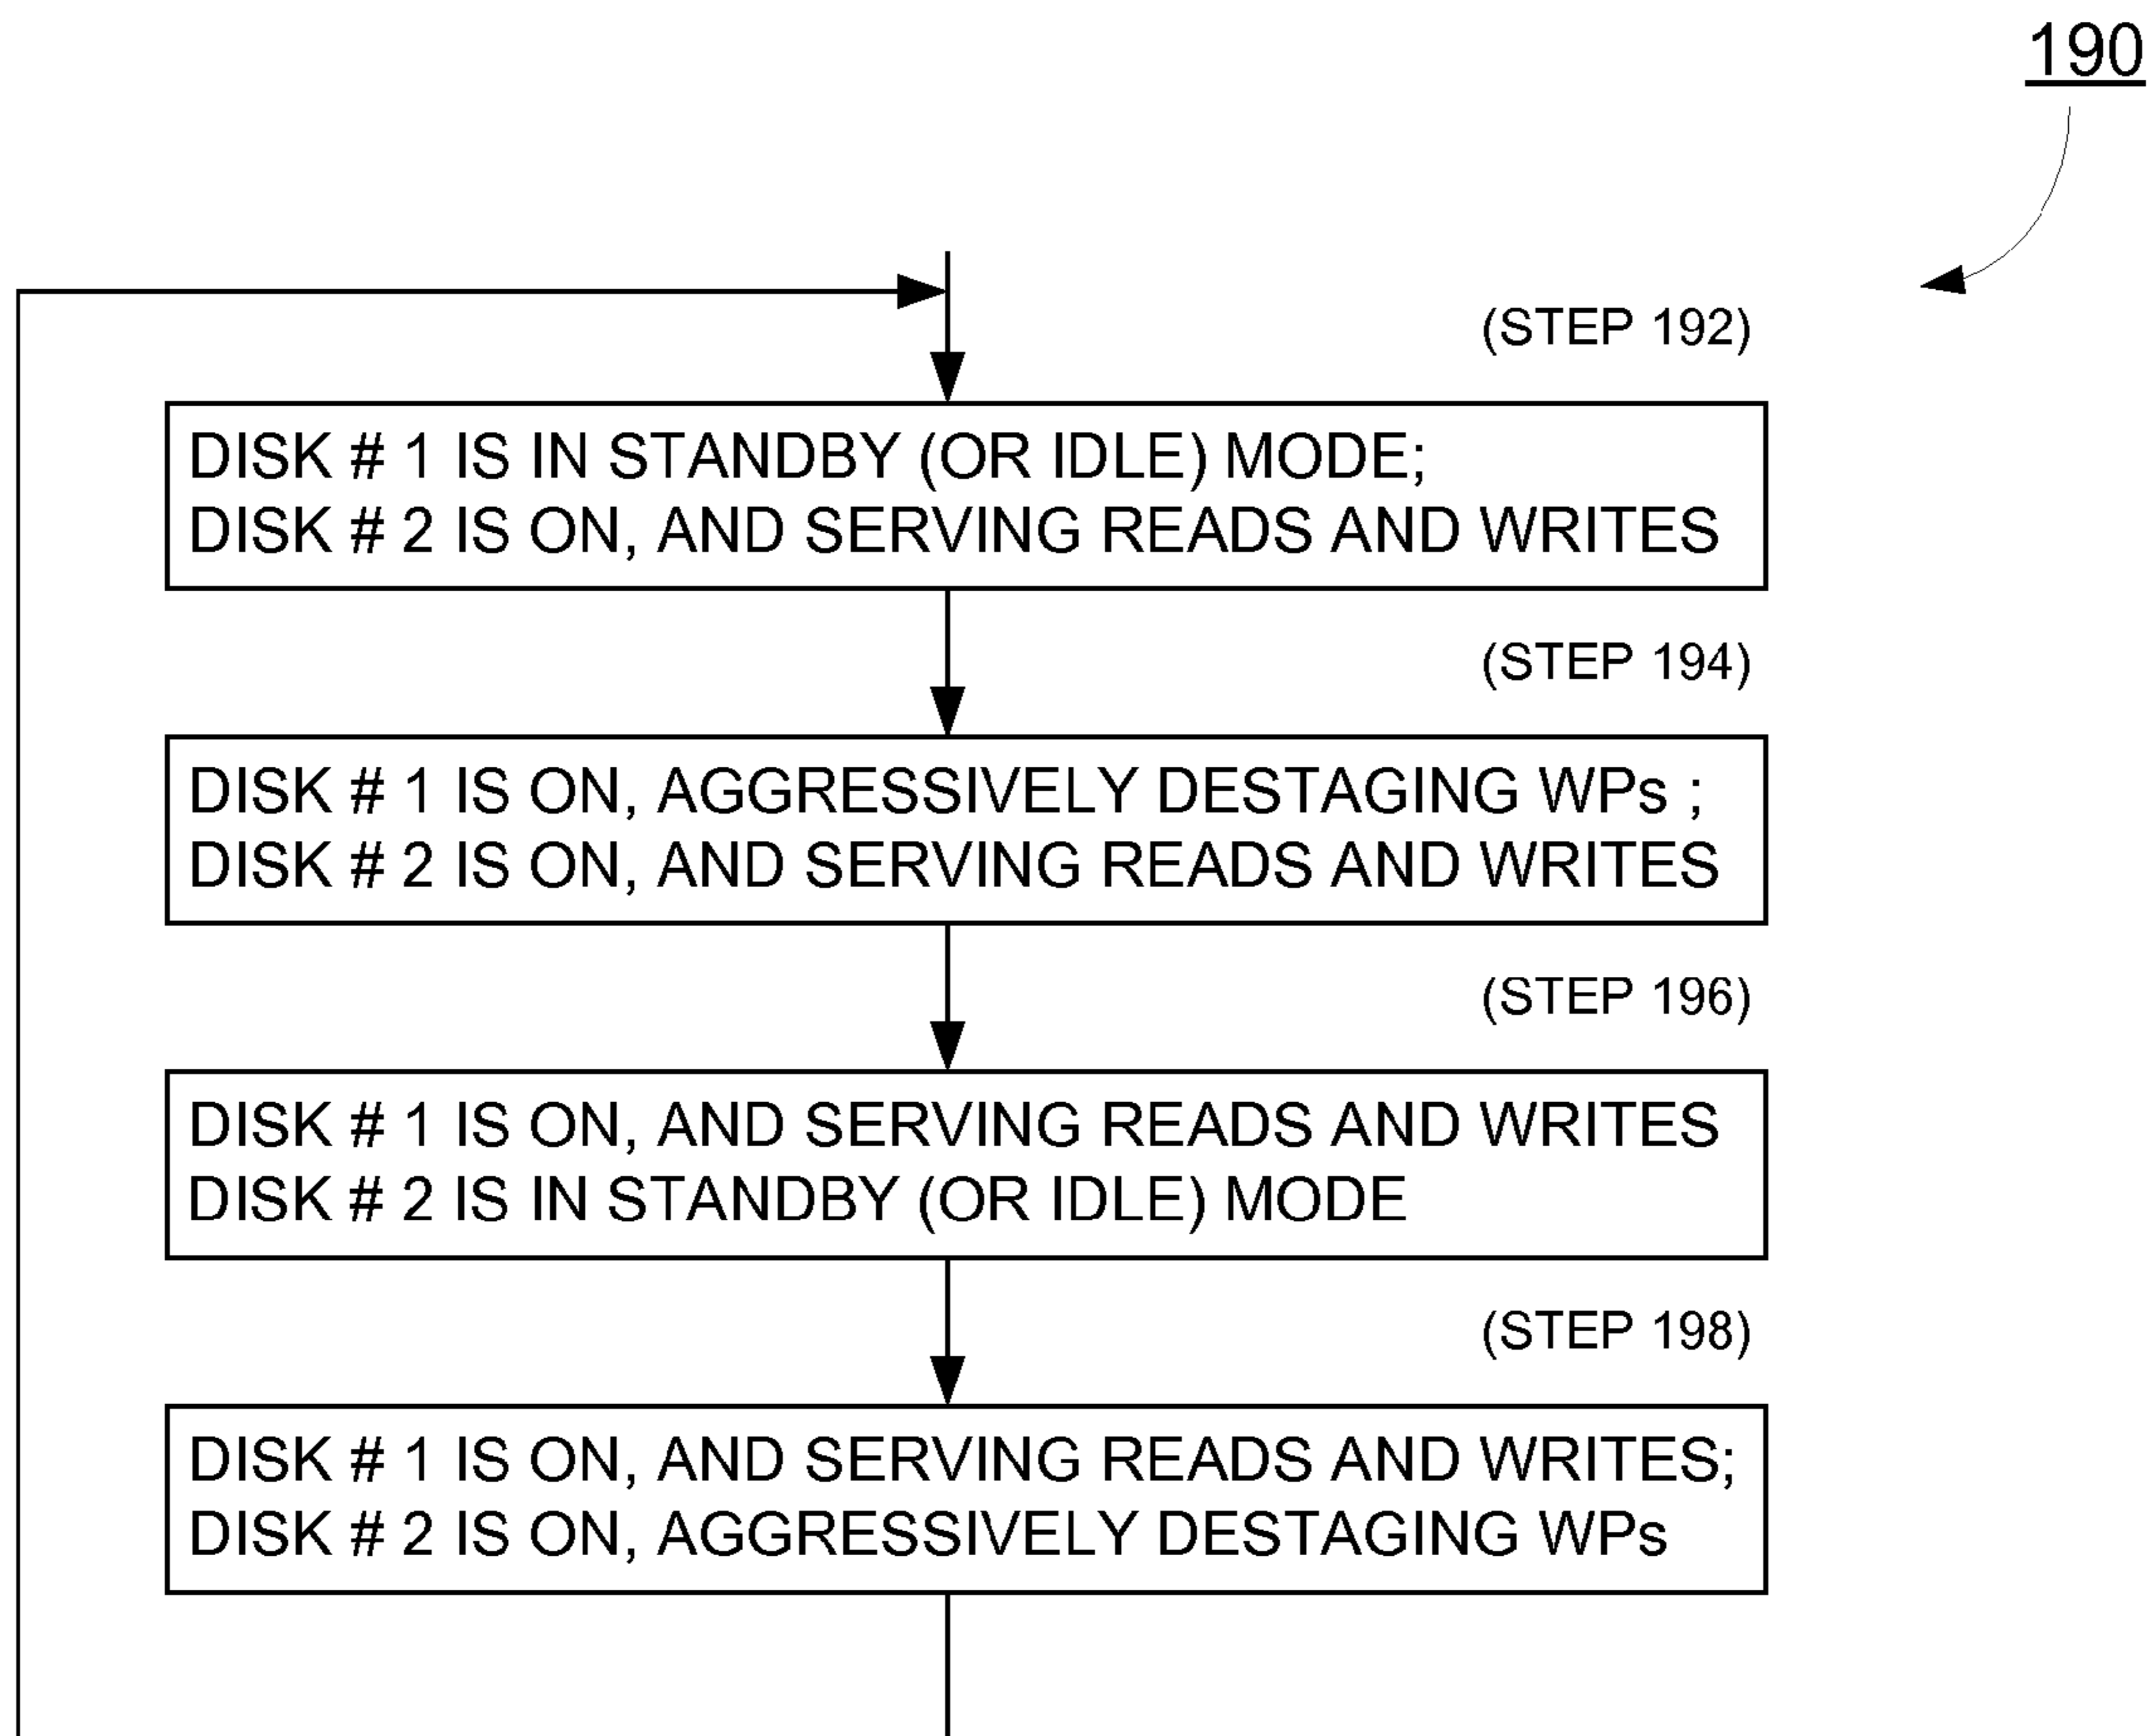 190
(STEP 192)
DISK # 1 IS IN STANDBY (OR IDLE) MODE;
DISK # 2 IS ON, AND SERVING READS AND WRITES
(STEP 194)
DISK # 1 IS ON, AGGRESSIVELY DESTAGING WPs ;
DISK # 2 IS ON, AND SERVING READS AND WRITES
(STEP 196)
DISK # 1 IS ON, AND SERVING READS AND WRITES
DISK # 2 IS IN STANDBY (OR IDLE) MODE
(STEP 198)
DISK # 1 IS ON, AND SERVING READS AND WRITES;
DISK # 2 IS ON, AGGRESSIVELY DESTAGING WPs